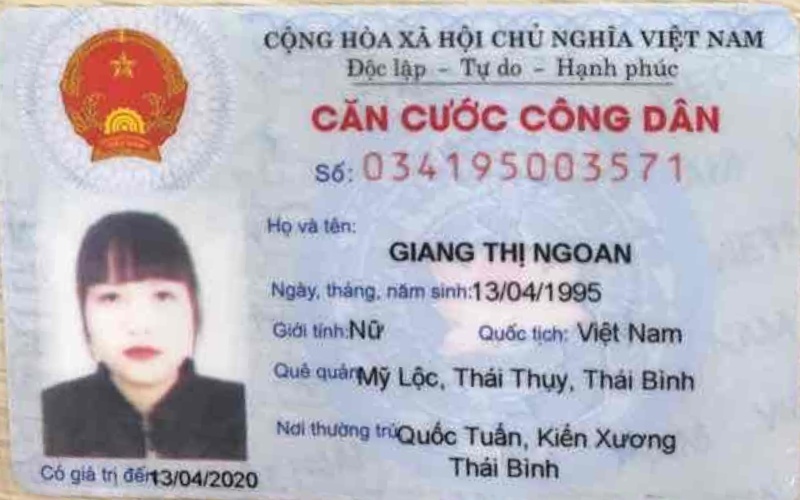 CỘNG HÒA XÃ HỘI CHỦ NGHĨA VIỆT NAM
Độc lập - Tự do - Hạnh phúc
CĂN CƯỚC CÔNG DÂN
Số: 034195003571
Họ và tên:
GIANG THỊ NGOAN
Ngày, tháng, năm sinh:13/04/1995
Giới tính:Nữ Quốc tịch: Việt Nam
Quê quán Mỹ Lộc, Thái Thụy, Thái Bình
Nơi thường trú Quốc Tuấn, Kiến Xương
Thái Bình
Có giá trị đến 13/04/2020